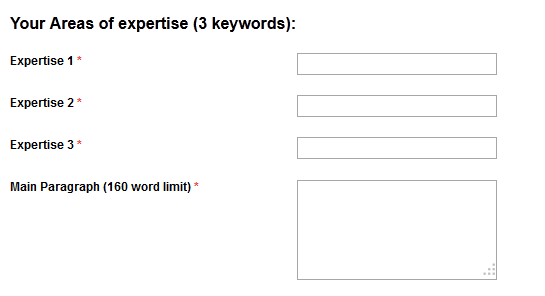 Your Areas of expertise (3 keywords):
Expertise 1 *
Expertise 2 *
Expertise 3 *
Main Paragraph (160 word limit) *